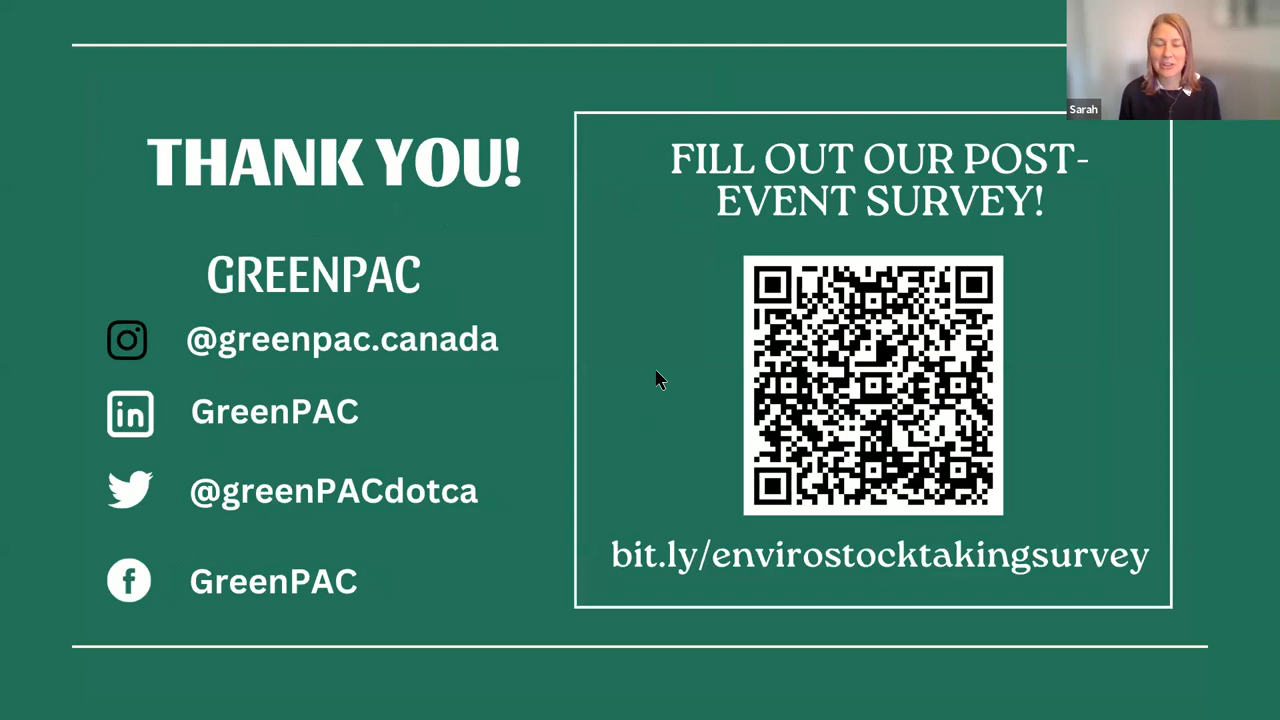 Sarah
THANK YOU!
GREENPAC
@greenpac.canada
GreenPAC
@greenPACdotca
GreenPAC
FILL OUT OUR POST-
EVENT SURVEY!
bit.ly/envirostocktakingsurvey